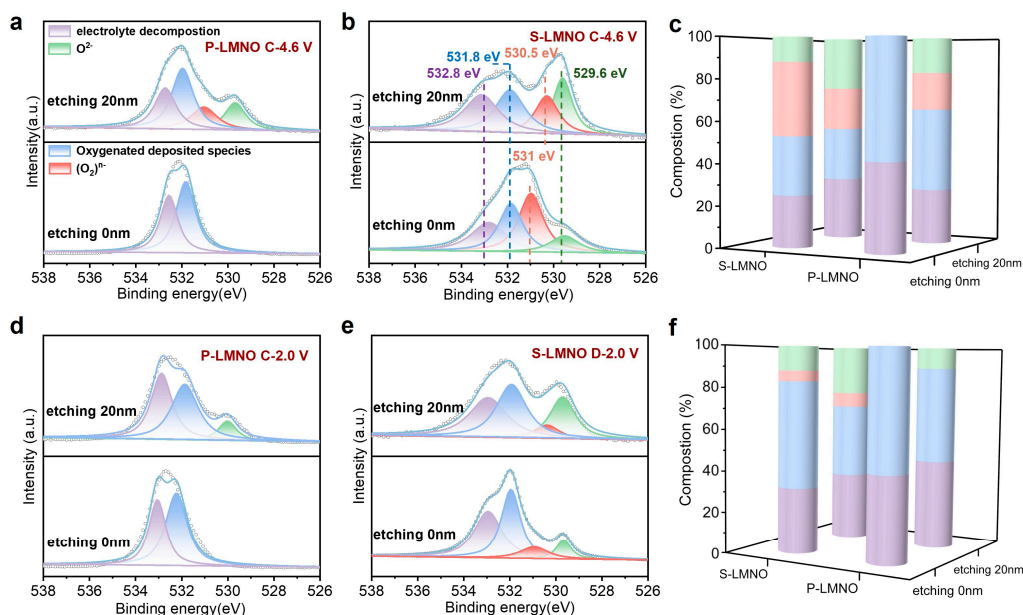 a
electrolyte decompostion
O2-
P-LMNO C-4.6 V
etching 20nm
Oxygenated deposited species
(O2)n-
etching 0nm
Intensity(a.u.)
538 536 534 532 530 528 526
Binding energy(eV)
b
S-LMNO C-4.6 V
530.5 eV
531.8 eV
532.8 eV
529.6 eV
etching 20nm
531 eV
etching 0nm
Intensity(a.u.)
538 536 534 532 530 528 526
Binding energy(eV)
c
Compostion (%)
100
80
60
40
20
0
S-LMNO
P-LMNO
etching 20nm
etching 0nm
d
P-LMNO C-2.0 V
etching 20nm
etching 0nm
Intensity (a.u.)
538 536 534 532 530 528 526
Binding energy(eV)
e
S-LMNO D-2.0 V
etching 20nm
etching 0nm
Intensity (a.u.)
538 536 534 532 530 528 526
Binding energy(eV)
f
Compostion (%)
100
80
60
40
20
0
S-LMNO
P-LMNO
etching 20nm
etching 0nm